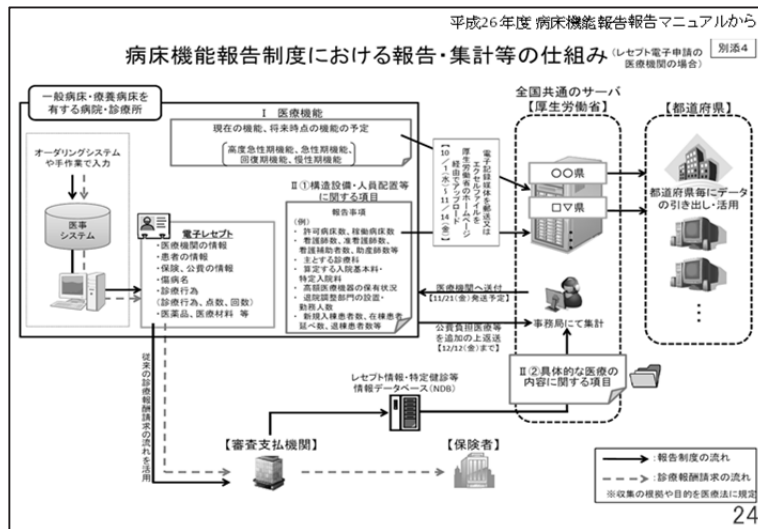 平成26年度 病床機能報告報告マニュアルから
病床機能報告制度における報告・集計等の仕組み
(レセプト電子申請の
医療機関の場合)
別添4
一般病床・療養病床を
有する病院・診療所
オーダリングシステム
や手作業で入力
医事
システム
Ⅰ 医療機能
現在の機能、将来時点の機能の予定
高度急性期機能、急性期機能、
回復期機能、慢性期機能
Ⅱ①構造設備・人員配置等
に関する項目
報告事項
(例)
・ 許可病床数、稼働病床数
・ 看護師数、准看護師数、
看護補助者数、助産師数等
・ 主とする診療科
・ 算定する入院基本料・
特定入院料
・ 高額医療機器の保有状況
・ 退院調整部門の設置・
勤務人数
・ 新規入棟患者数、在棟患者
延べ数、退棟患者数等
電子レセプト
・医療機関の情報
・患者の情報
・保険、公費の情報
・傷病名
・診療行為
(診療行為、点数、回数)
・医薬品、医療材料 等
従来の診療報酬請求の流れを活用
電子記録媒体を郵送又は
エクセルファイルを
厚生労働省のホームページ
経由でアップロード
【10/1(水)～11/14(金)】
全国共通のサーバ
【厚生労働省】
○○県
□▽県
【都道府県】
都道府県毎にデータ
の引き出し・活用
医療機関へ送付
【11/21(金)発送予定】
公費負担医療等
を追加の上返送
【12/12(金)まで】
事務局にて集計
Ⅱ②具体的な医療の
内容に関する項目
レセプト情報・特定健診等
情報データベース(NDB)
【審査支払機関】
【保険者】
:報告制度の流れ
:診療報酬請求の流れ
※収集の根拠や目的を医療法に規定
24